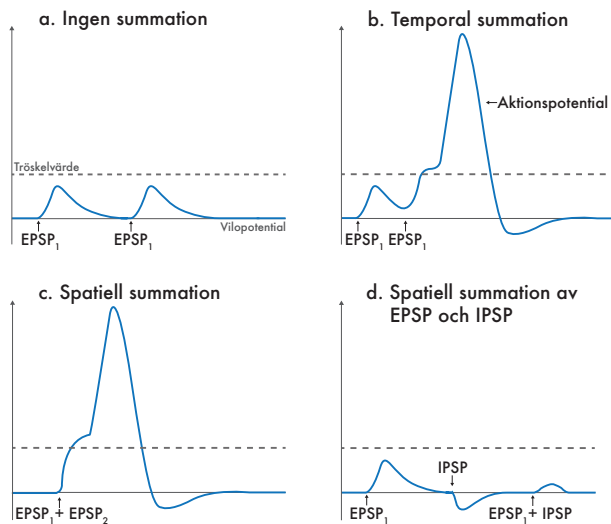 a. Ingen summation
Tröskelvärde
Vilopotential
EPSP₁
EPSP₁
b. Temporal summation
Aktionspotential
EPSP₁ EPSP₁
c. Spatiell summation
EPSP₁+ EPSP₂
d. Spatiell summation av
EPSP och IPSP
IPSP
EPSP₁
EPSP₁+ IPSP